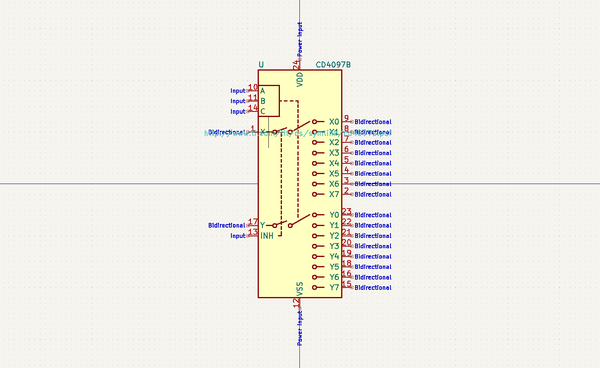 Power Input
24
U CD4097B
VDD
Input 10 A
Input 11 B
Input 14 C
9 X0 Bidirectional
Bidirectional 1 X
8 X1 Bidirectional
7 X2 Bidirectional
6 X3 Bidirectional
5 X4 Bidirectional
4 X5 Bidirectional
3 X6 Bidirectional
2 X7 Bidirectional
23 Y0 Bidirectional
Bidirectional 17 Y
22 Y1 Bidirectional
Input 13 INH
21 Y2 Bidirectional
20 Y3 Bidirectional
19 Y4 Bidirectional
18 Y5 Bidirectional
16 Y6 Bidirectional
15 Y7 Bidirectional
VSS
12
Power Input